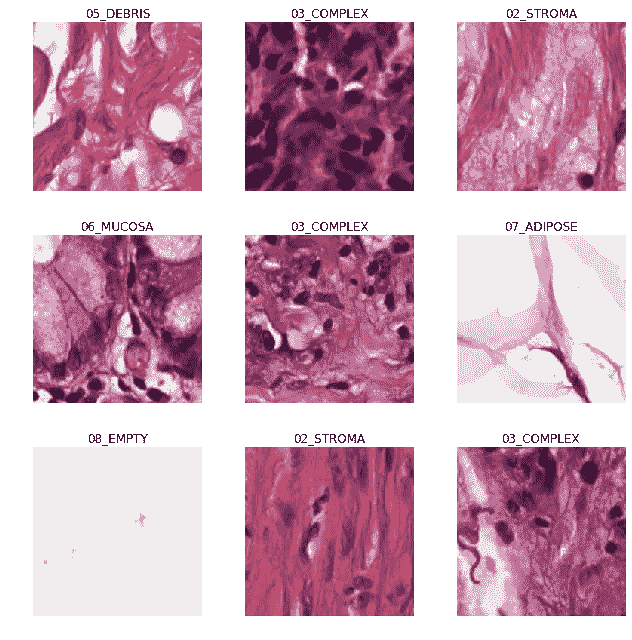 05_DEBRIS
03_COMPLEX
02_STROMA
06_MUCOSA
03_COMPLEX
07_ADIPOSE
08_EMPTY
02_STROMA
03_COMPLEX